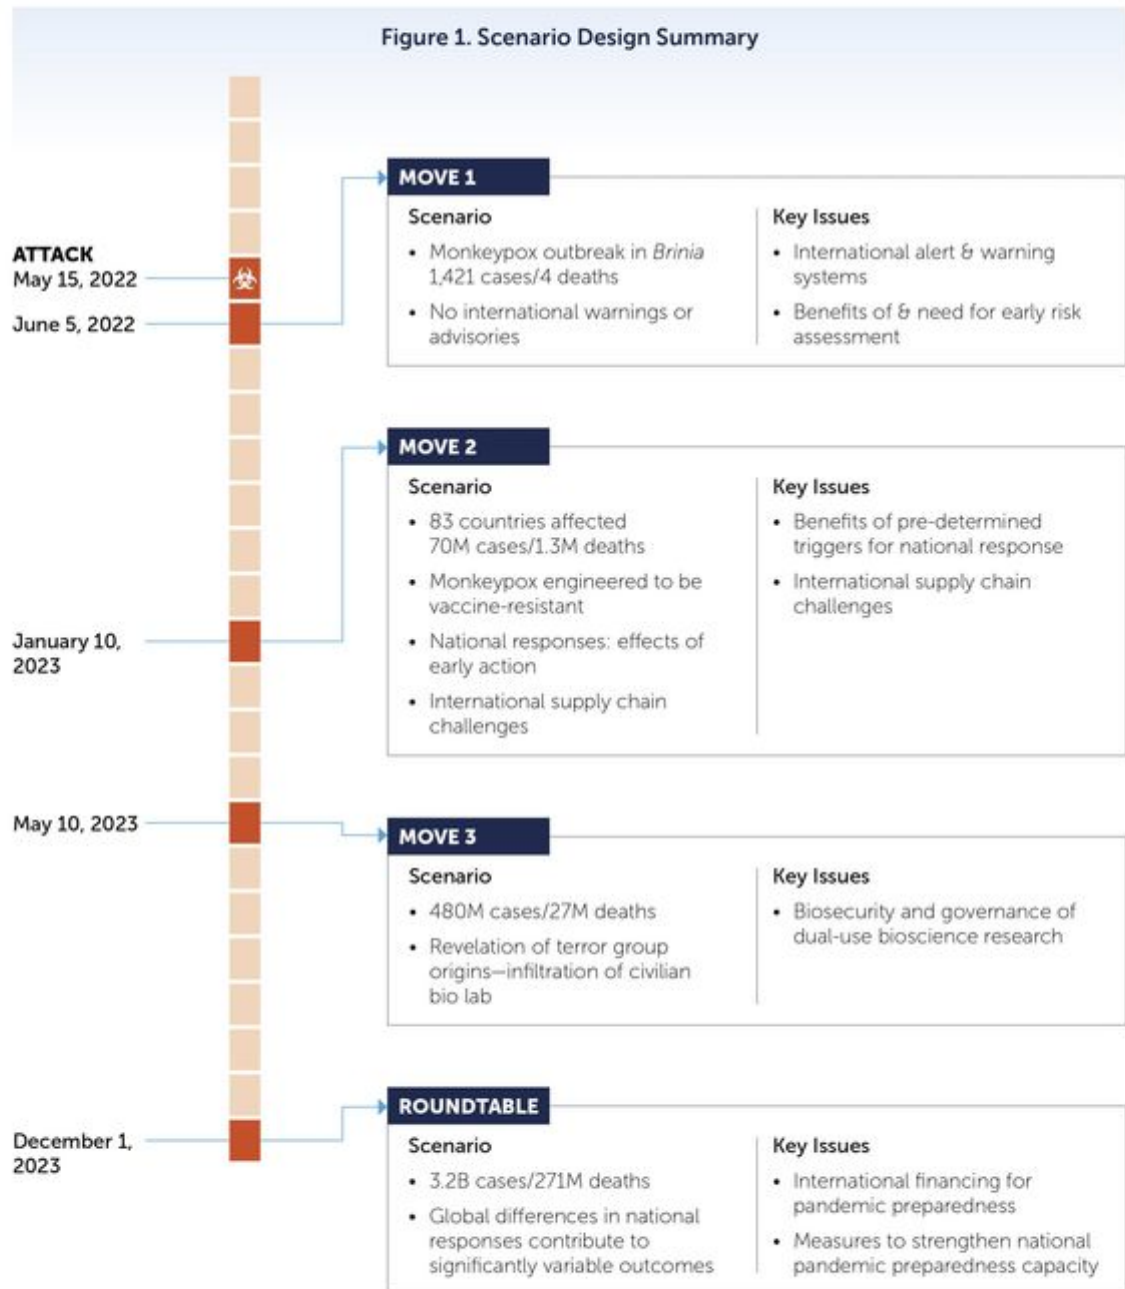 Figure 1. Scenario Design Summary
ATTACK
May 15, 2022
June 5, 2022
MOVE 1
Scenario
• Monkeypox outbreak in Brinia
1,421 cases/4 deaths
• No international warnings or
advisories
Key Issues
• International alert & warning
systems
• Benefits of & need for early risk
assessment
January 10,
2023
MOVE 2
Scenario
• 83 countries affected
70M cases/1.3M deaths
• Monkeypox engineered to be
vaccine-resistant
• National responses: effects of
early action
• International supply chain
challenges
Key Issues
• Benefits of pre-determined
triggers for national response
• International supply chain
challenges
May 10, 2023
MOVE 3
Scenario
• 480M cases/27M deaths
• Revelation of terror group
origins—infiltration of civilian
bio lab
Key Issues
• Biosecurity and governance of
dual-use bioscience research
December 1,
2023
ROUNDTABLE
Scenario
• 3.2B cases/271M deaths
• Global differences in national
responses contribute to
significantly variable outcomes
Key Issues
• International financing for
pandemic preparedness
• Measures to strengthen national
pandemic preparedness capacity